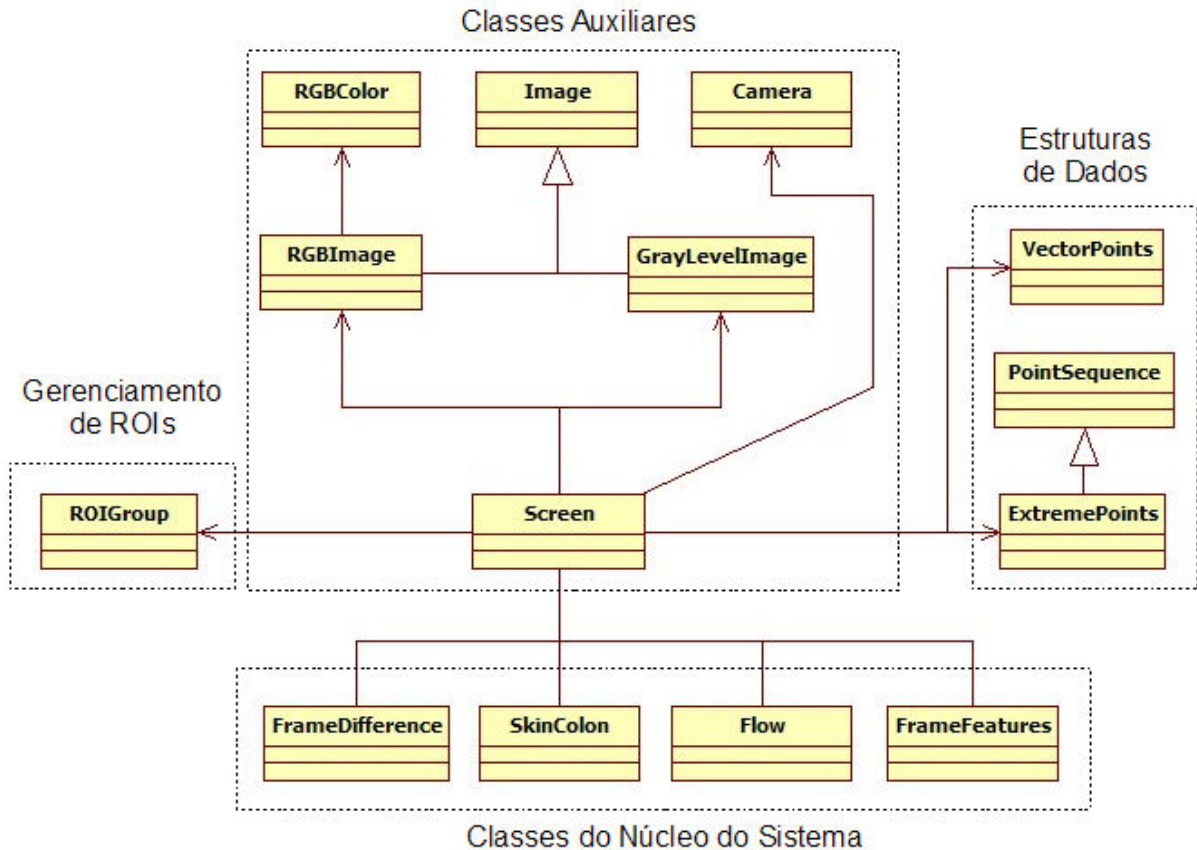 Classes Auxiliares
RGBColor
Image
Camera
Estruturas
de Dados
RGBImage
GrayLevelImage
VectorPoints
PointSequence
Gerenciamento
de ROIs
ROIGroup
Screen
ExtremePoints
FrameDifference
SkinColon
Flow
FrameFeatures
Classes do Núcleo do Sistema